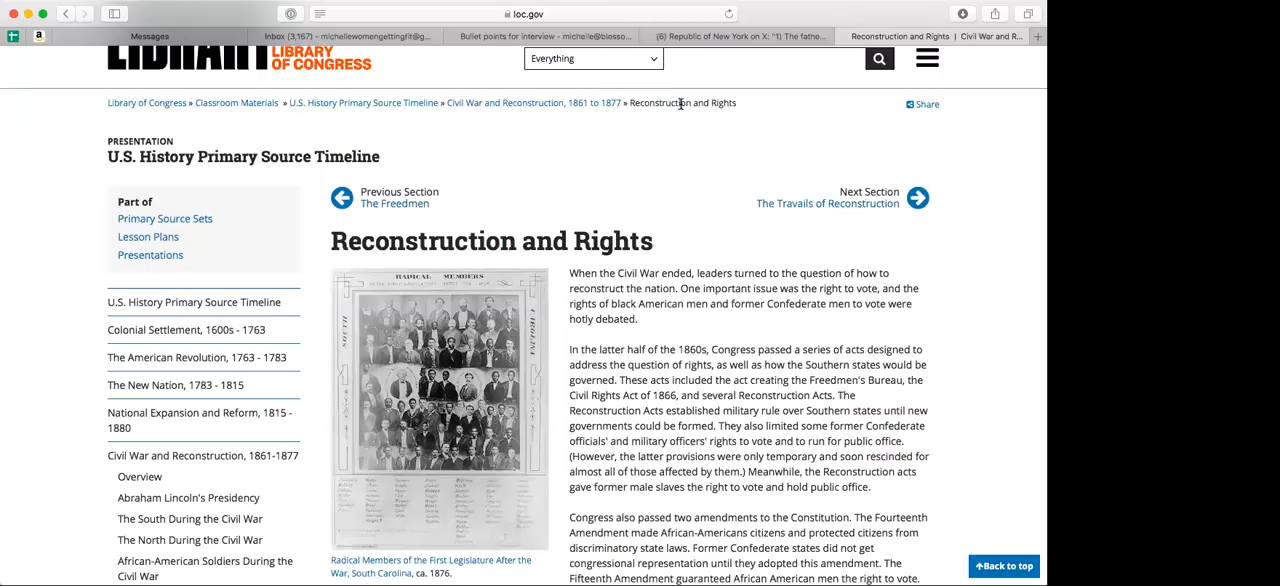 loc.gov
Messages
Inbox (3,167) - michellewomengettingfit@g...
Bullet points for interview - michelle@blosso...
(6) Republic of New York on X: "1) The fathe...
Reconstruction and Rights | Civil War and R...
LIBRARY
LIBRARY
OF CONGRESS
Everything
Library of Congress » Classroom Materials » U.S. History Primary Source Timeline » Civil War and Reconstruction, 1861 to 1877 » Reconstruction and Rights
Share
PRESENTATION
U.S. History Primary Source Timeline
Part of
Primary Source Sets
Lesson Plans
Presentations
U.S. History Primary Source Timeline
Colonial Settlement, 1600s - 1763
The American Revolution, 1763 - 1783
The New Nation, 1783 - 1815
National Expansion and Reform, 1815 -
1880
Civil War and Reconstruction, 1861-1877
Overview
Abraham Lincoln's Presidency
The South During the Civil War
The North During the Civil War
African-American Soldiers During the
Civil War
Previous Section
The Freedmen
Next Section
The Travails of Reconstruction
Reconstruction and Rights
RADICAL MEMBERS
SOUTH
CAROLINA
Radical Members of the First Legislature After the
War, South Carolina, ca. 1876.
When the Civil War ended, leaders turned to the question of how to
reconstruct the nation. One important issue was the right to vote, and the
rights of black American men and former Confederate men to vote were
hotly debated.
In the latter half of the 1860s, Congress passed a series of acts designed to
address the question of rights, as well as how the Southern states would be
governed. These acts included the act creating the Freedmen's Bureau, the
Civil Rights Act of 1866, and several Reconstruction Acts. The
Reconstruction Acts established military rule over Southern states until new
governments could be formed. They also limited some former Confederate
officials' and military officers' rights to vote and to run for public office.
(However, the latter provisions were only temporary and soon rescinded for
almost all of those affected by them.) Meanwhile, the Reconstruction acts
gave former male slaves the right to vote and hold public office.
Congress also passed two amendments to the Constitution. The Fourteenth
Amendment made African-Americans citizens and protected citizens from
discriminatory state laws. Former Confederate states did not get
congressional representation until they adopted this amendment. The
Fifteenth Amendment guaranteed African American men the right to vote.
Back to top